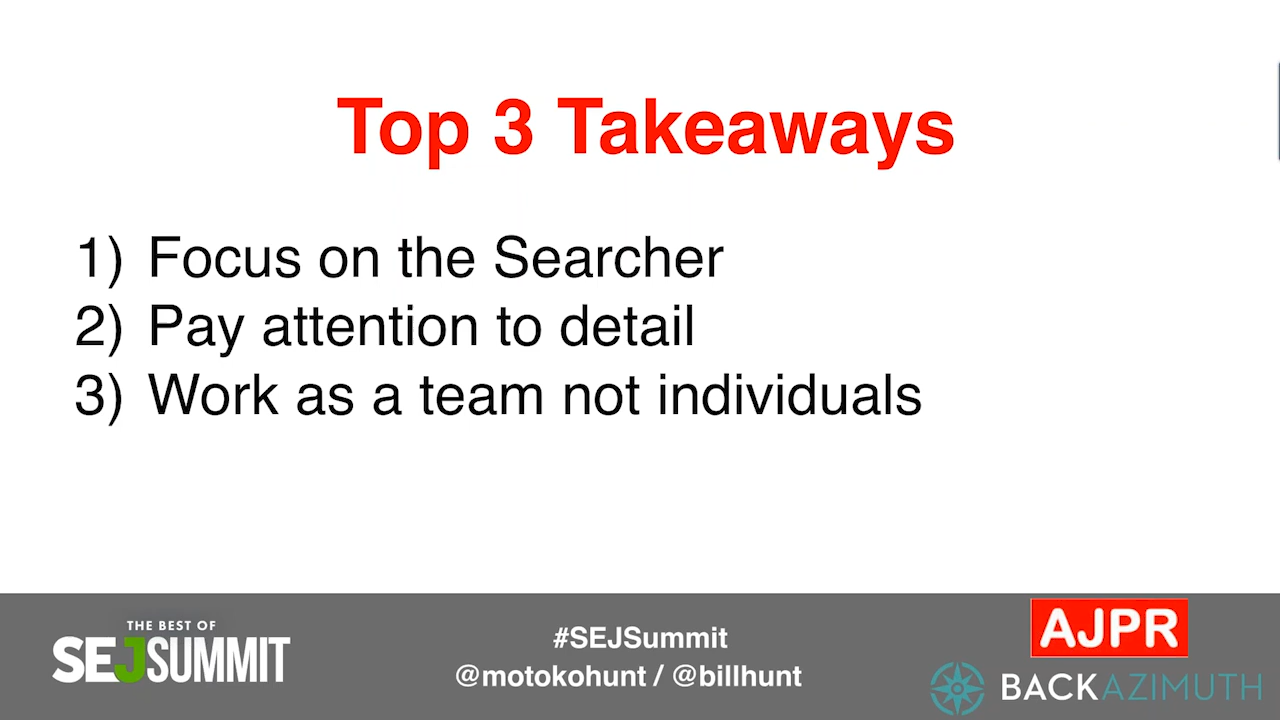 Top 3 Takeaways
1) Focus on the Searcher
2) Pay attention to detail
3) Work as a team not individuals
THE BEST OF
SEJSUMMIT
#SEJSummit
@motokohunt / @billhunt
AJPR
BACKAZIMUTH